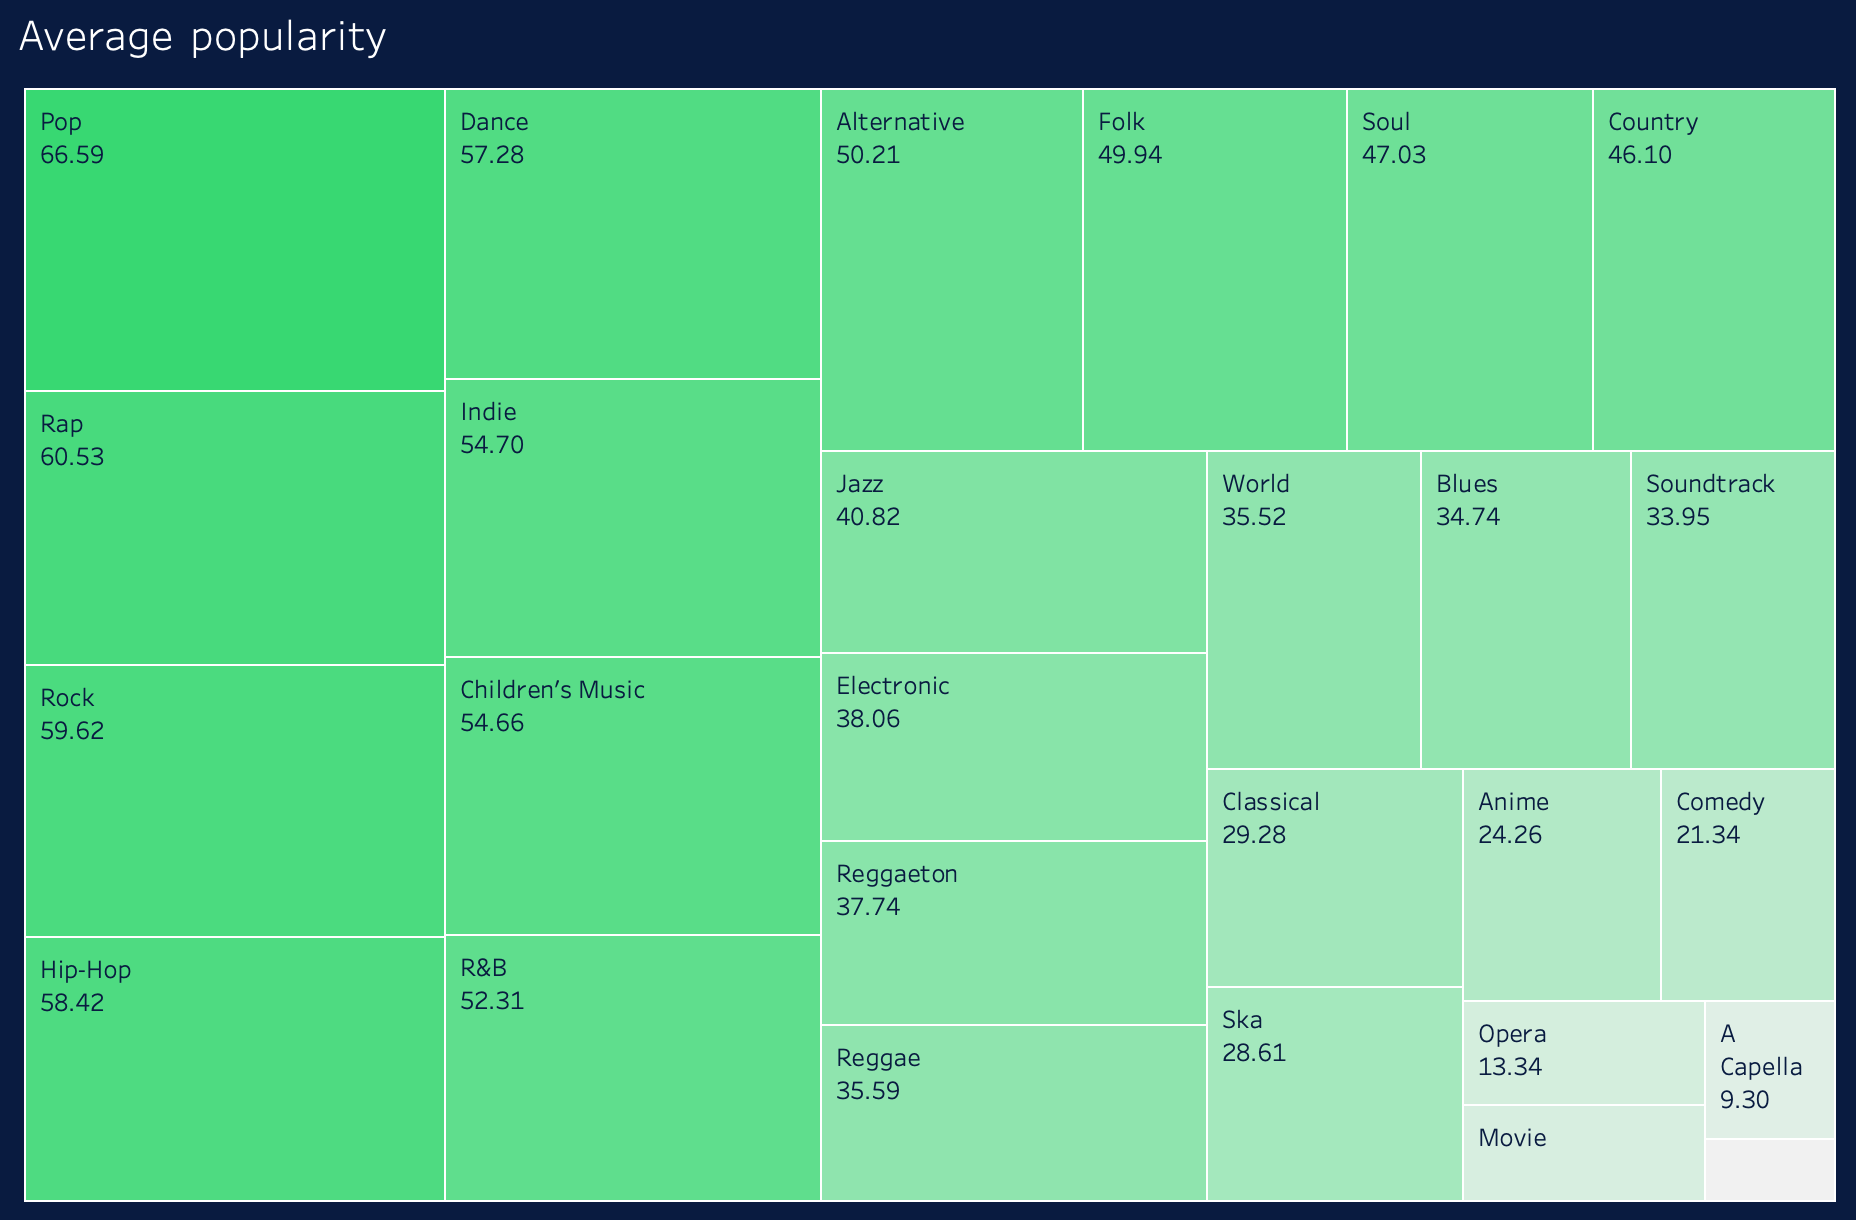 Average popularity
Pop
66.59
Rap
60.53
Rock
59.62
Hip-Hop
58.42
Dance
57.28
Indie
54.70
Children’s Music
54.66
R&B
52.31
Alternative
50.21
Folk
49.94
Soul
47.03
Country
46.10
Jazz
40.82
Electronic
38.06
Reggaeton
37.74
Reggae
35.59
World
35.52
Blues
34.74
Soundtrack
33.95
Classical
29.28
Ska
28.61
Anime
24.26
Comedy
21.34
Opera
13.34
Movie
A
Capella
9.30